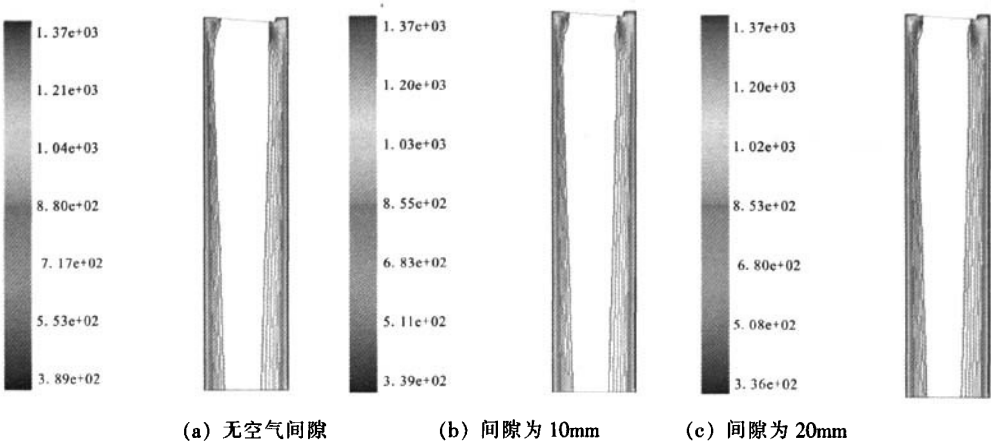 1. 37e+03
1. 21e+03
1. 04e+03
8. 80e+02
7. 17e+02
5. 53e+02
3. 89e+02
1. 37e+03
1. 20e+03
1. 03e+03
8. 55e+02
6. 83e+02
5. 11e+02
3. 39e+02
1. 37e+03
1. 20e+03
1. 02e+03
8. 53e+02
6. 80e+02
5. 08e+02
3. 36e+02
(a) 无空气间隙
(b) 间隙为 10mm
(c) 间隙为 20mm